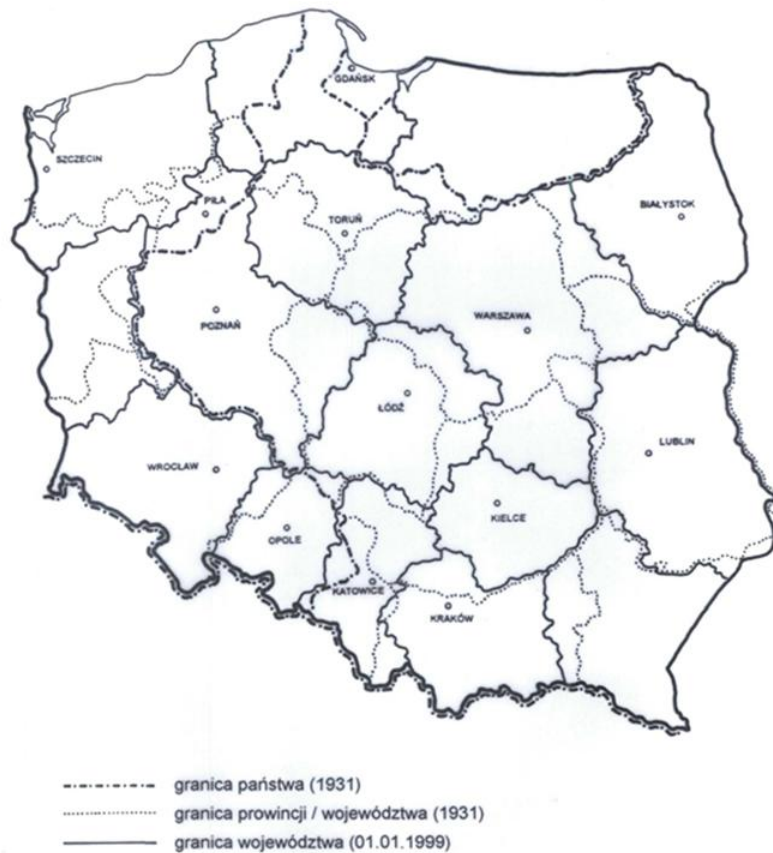 GDAŃSK
SZCZECIN
PIŁA
BIAŁYSTOK
TORUŃ
POZNAŃ
WARSZAWA
ŁÓDŹ
LUBLIN
WROCŁAW
KIELCE
OPOLE
KATOWICE
KRAKÓW
granica państwa (1931)
granica prowincji / województwa (1931)
granica województwa (01.01.1999)